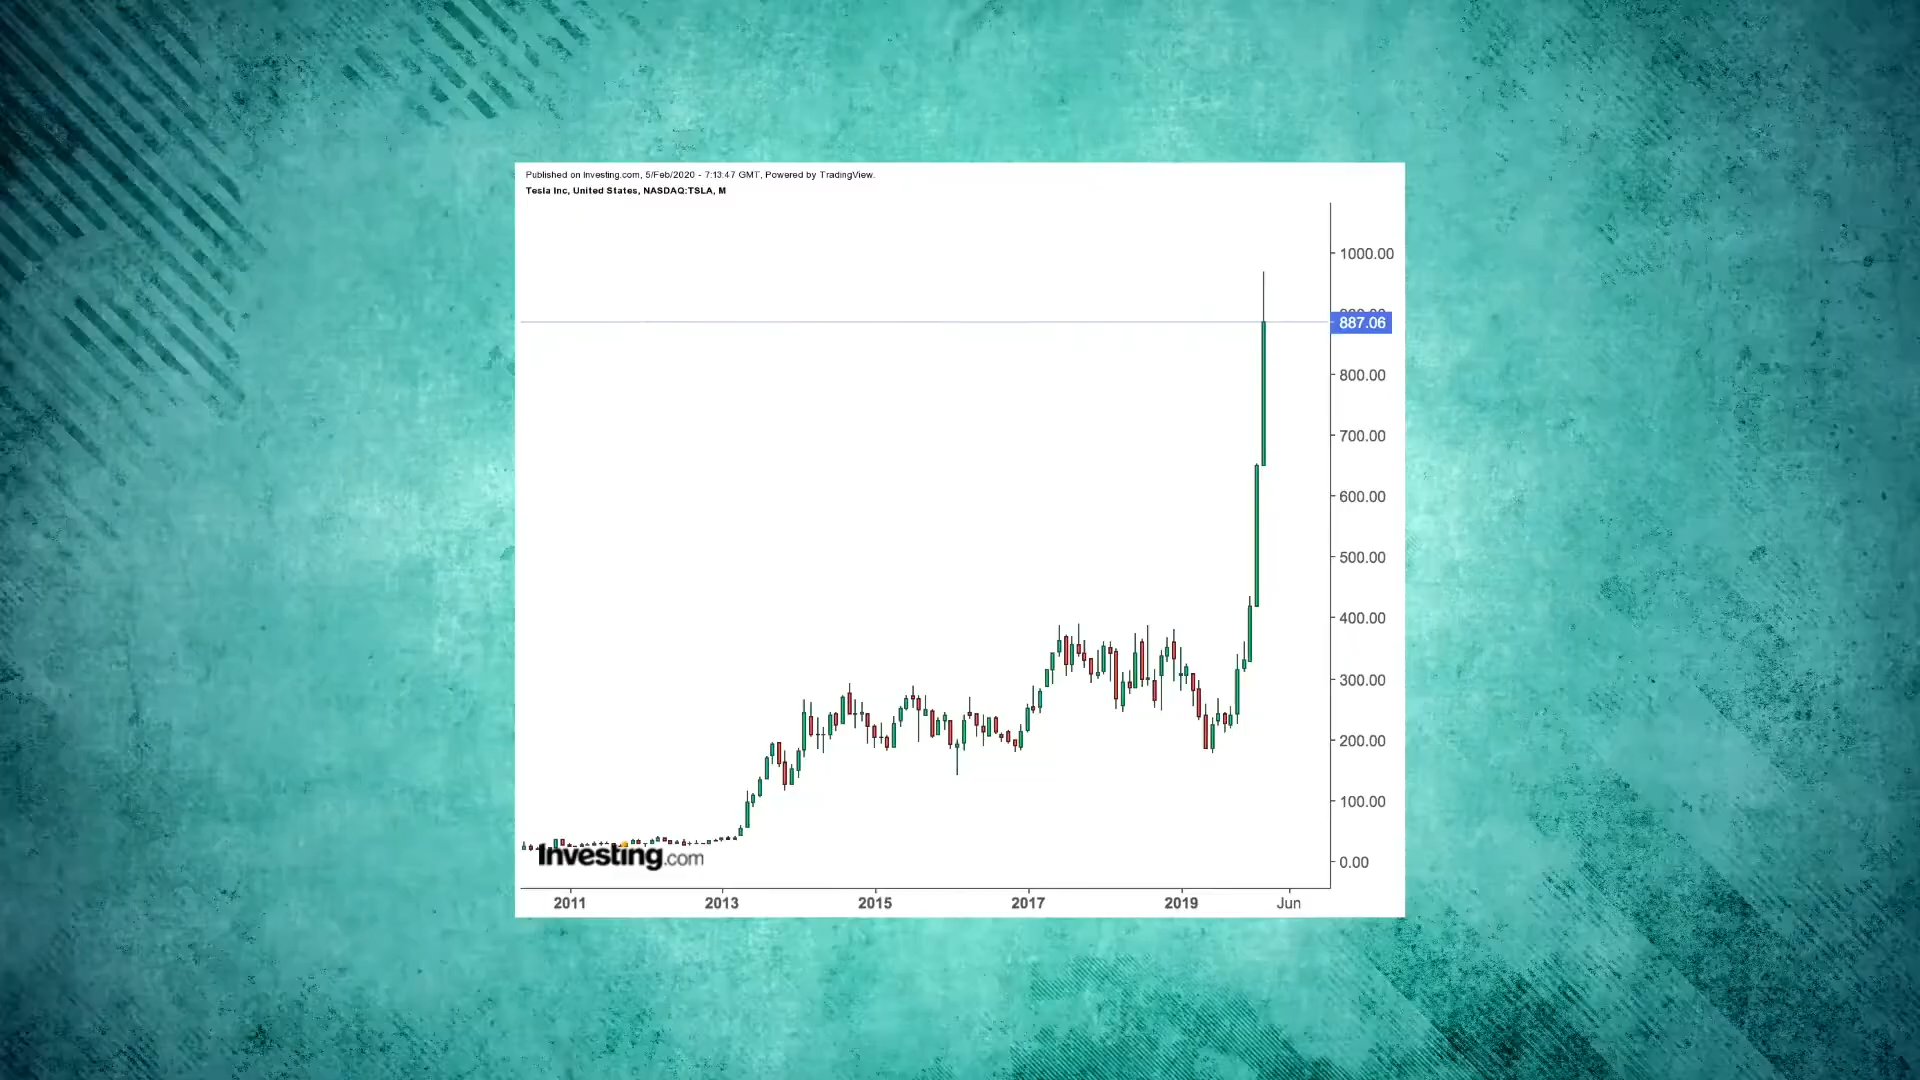 Published on Investing.com, 5/Feb/2020 - 7:13:47 GMT, Powered by TradingView.
Tesla Inc, United States, NASDAQ:TSLA, M
1000.00
887.06
800.00
700.00
600.00
500.00
400.00
300.00
200.00
100.00
0.00
Investing.com
2011 2013 2015 2017 2019 Jun